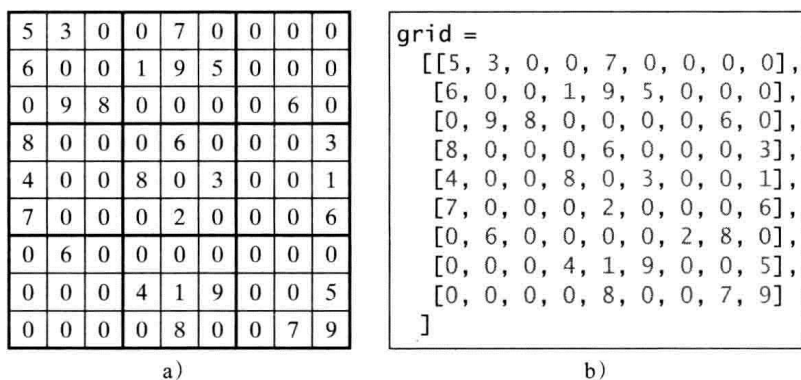 5 3 0 0 7 0 0 0 0
6 0 0 1 9 5 0 0 0
0 9 8 0 0 0 0 6 0
8 0 0 0 6 0 0 0 3
4 0 0 8 0 3 0 0 1
7 0 0 0 2 0 0 0 6
0 6 0 0 0 0 0 0 0
0 0 0 4 1 9 0 0 5
0 0 0 0 8 0 0 7 9
a)
grid =
[[5, 3, 0, 0, 7, 0, 0, 0, 0],
[6, 0, 0, 1, 9, 5, 0, 0, 0],
[0, 9, 8, 0, 0, 0, 0, 6, 0],
[8, 0, 0, 0, 6, 0, 0, 0, 3],
[4, 0, 0, 8, 0, 3, 0, 0, 1],
[7, 0, 0, 0, 2, 0, 0, 0, 6],
[0, 6, 0, 0, 0, 0, 2, 8, 0],
[0, 0, 0, 4, 1, 9, 0, 0, 5],
[0, 0, 0, 0, 8, 0, 0, 7, 9]
]
b)